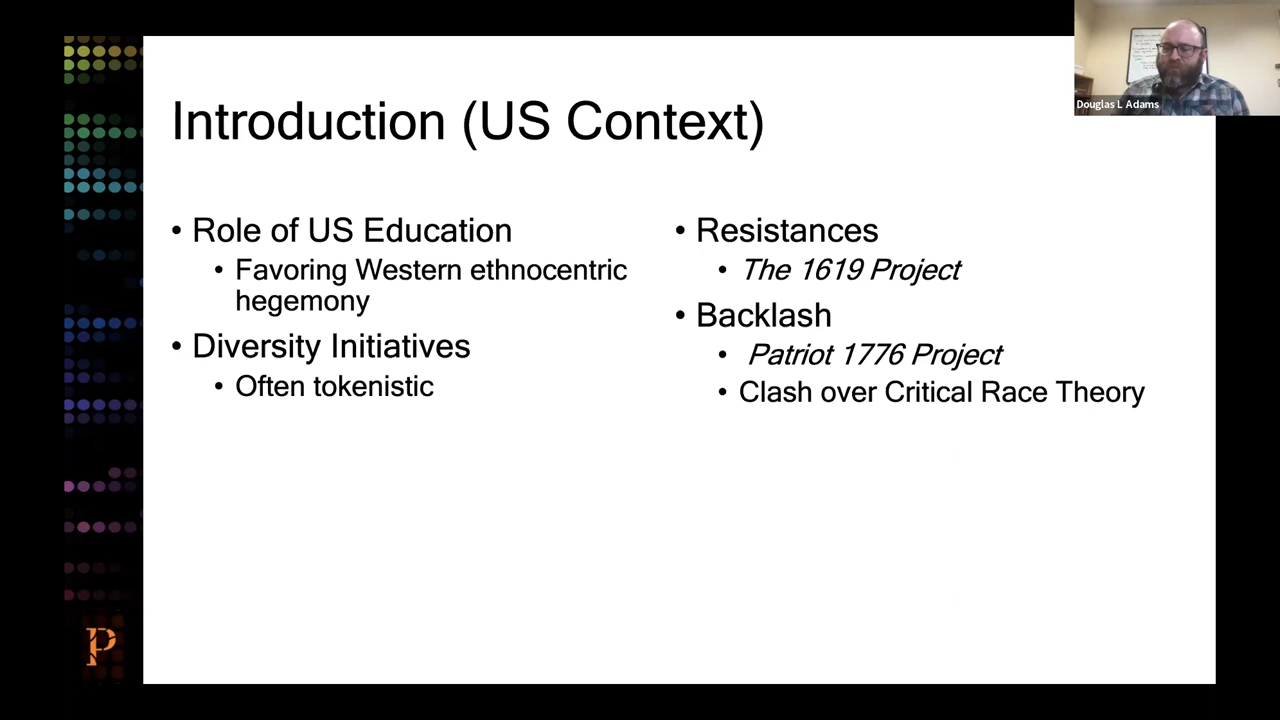 Douglas L Adams
Introduction (US Context)
• Role of US Education
• Favoring Western ethnocentric
hegemony
• Diversity Initiatives
• Often tokenistic
• Resistances
• The 1619 Project
• Backlash
• Patriot 1776 Project
• Clash over Critical Race Theory
P